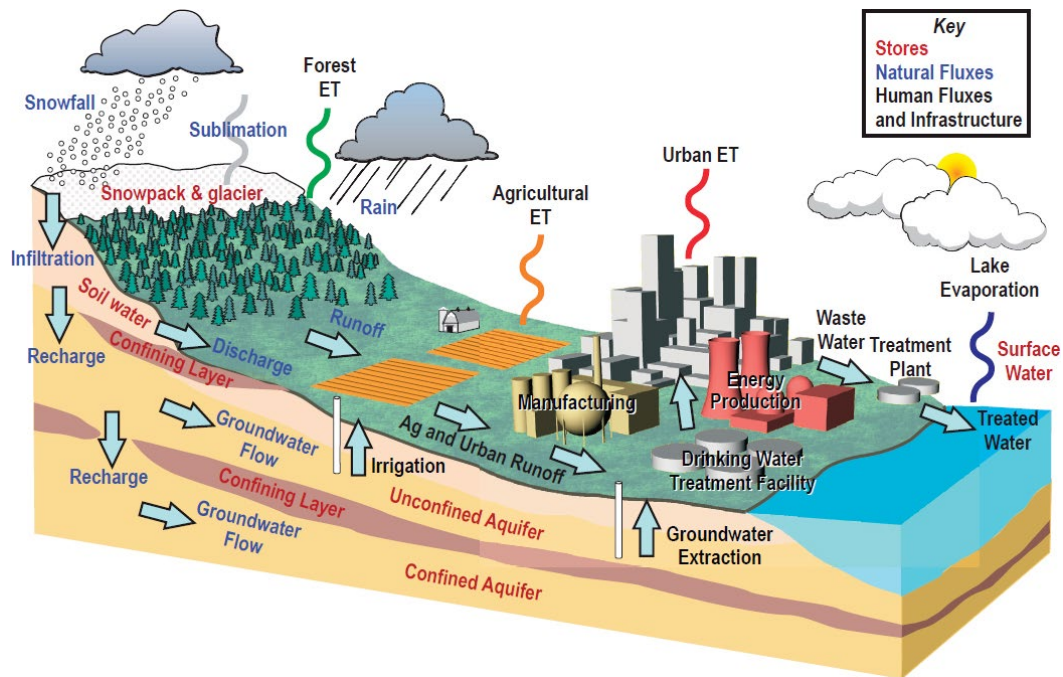 Key
Stores
Natural Fluxes
Human Fluxes
and Infrastructure
Snowfall
Sublimation
Forest
ET
Snowpack & glacier
Rain
Agricultural
ET
Urban ET
Infiltration
Lake
Evaporation
Soil water
Runoff
Recharge
Confining Layer
Discharge
Waste
Water
Treatment
Plant
Surface
Water
Manufacturing
Energy
Production
Treated
Water
Groundwater
Flow
Irrigation
Ag and Urban Runoff
Drinking Water
Treatment Facility
Recharge
Confining Layer
Unconfined Aquifer
Groundwater
Flow
Groundwater
Extraction
Confined Aquifer